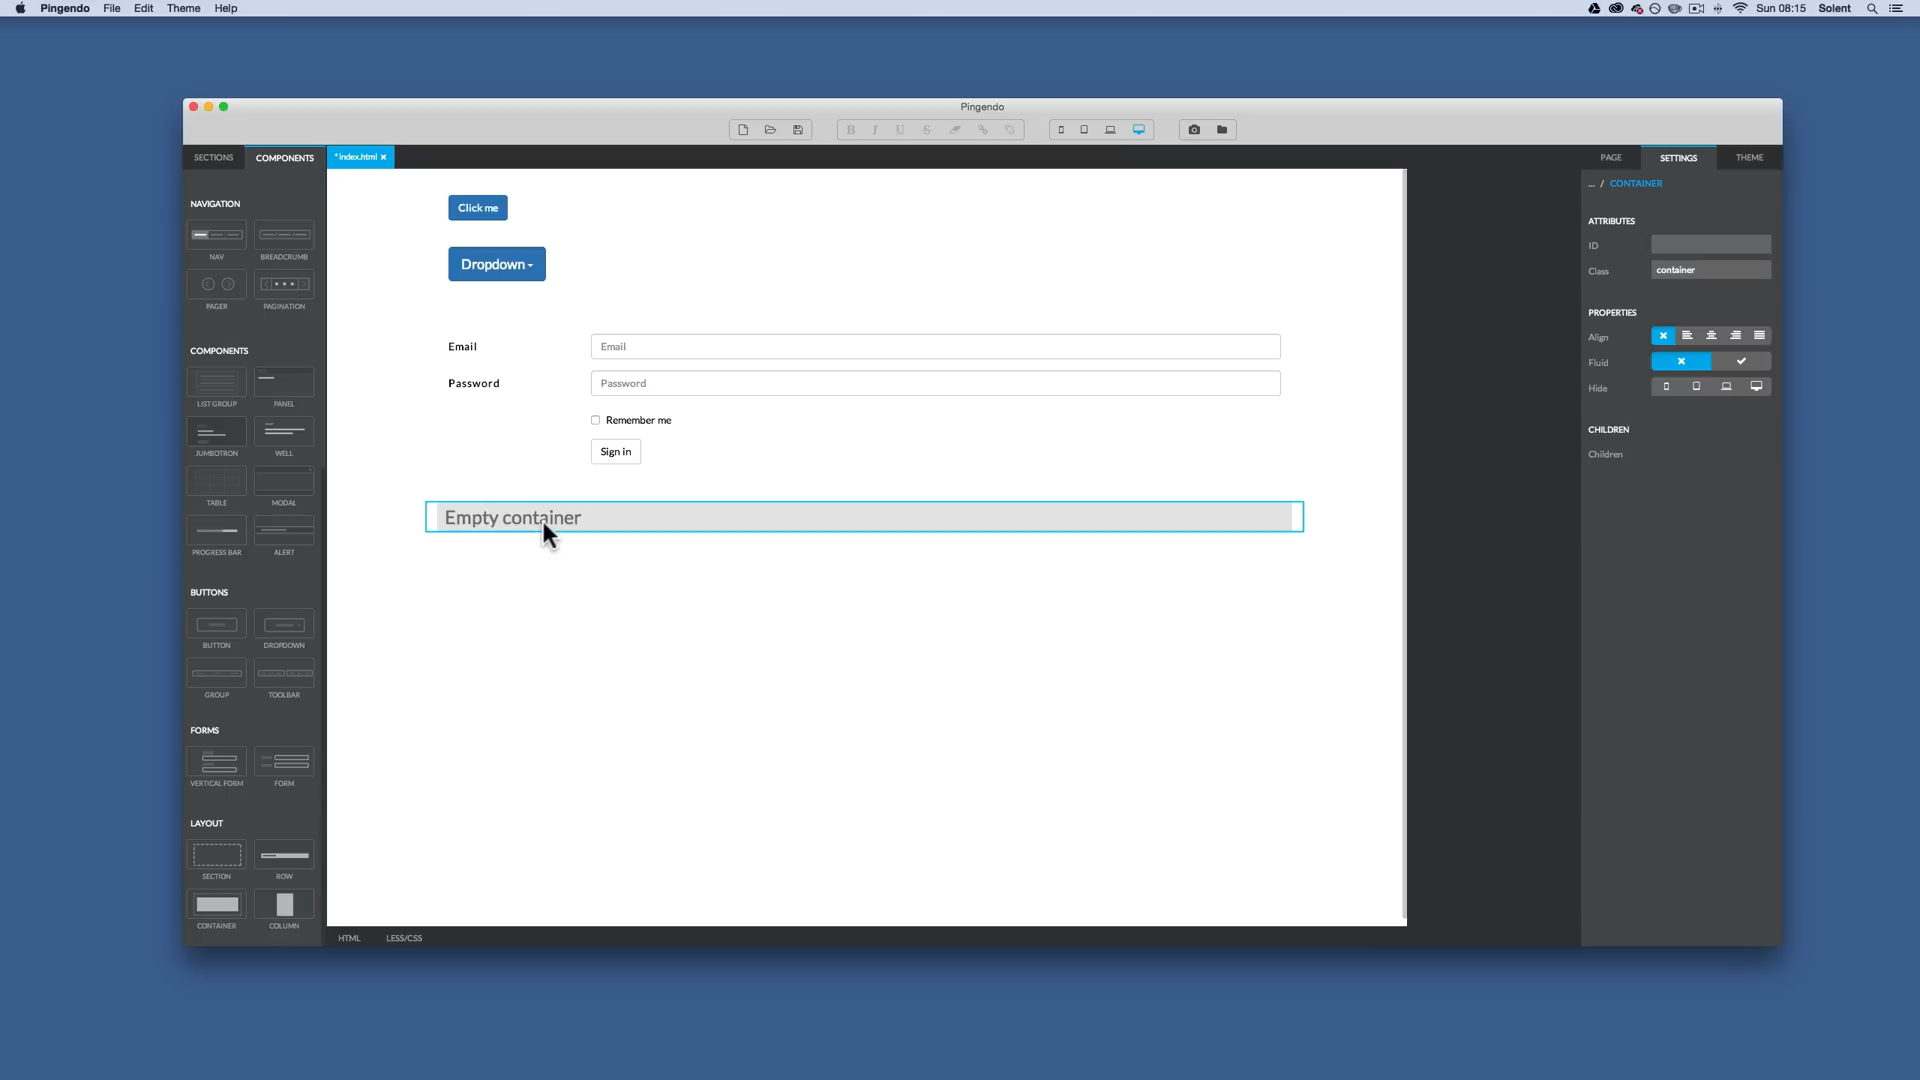 Pingendo File Edit Theme Help
Sun 08:15 Solent
Pingendo
B I U S
SECTIONS COMPONENTS
*index.html ×
PAGE SETTINGS THEME
NAVIGATION
NAV BREADCRUMB
PAGER PAGINATION
COMPONENTS
LIST GROUP PANEL
JUMBOTRON WELL
TABLE MODAL
PROGRESS BAR ALERT
BUTTONS
BUTTON DROPDOWN
GROUP TOOLBAR
FORMS
VERTICAL FORM FORM
LAYOUT
SECTION ROW
CONTAINER COLUMN
Click me
Dropdown
Email Email
Password Password
Remember me
Sign in
Empty container
HTML LESS/CSS
... / CONTAINER
ATTRIBUTES
ID
Class container
PROPERTIES
Align
Fluid
Hide
CHILDREN
Children